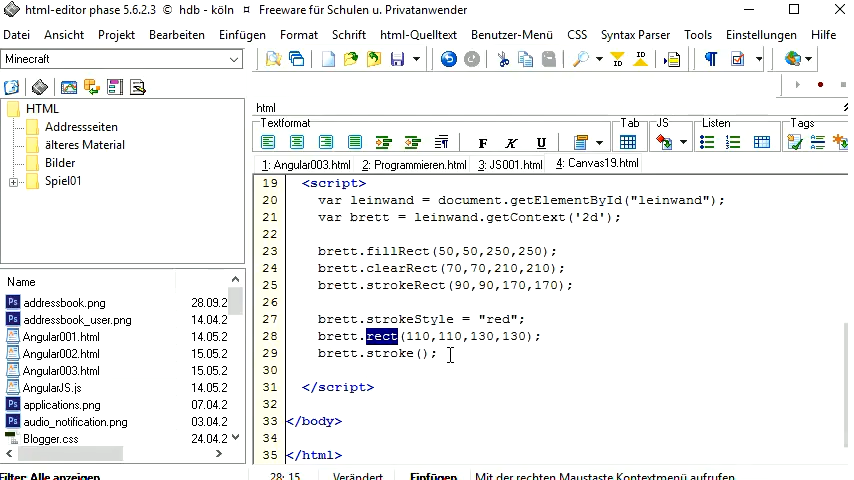 html-editor phase 5.6.2.3 © hdb - köln * Freeware für Schulen u. Privatanwender
Datei Ansicht Projekt Bearbeiten Einfügen Format Schrift html-Quelltext Benutzer-Menü CSS Syntax Parser Tools Einstellungen Hilfe
Minecraft
HTML
Addressseiten
älteres Material
Bilder
Spiel01
Name
addressbook.png 28.09.2
addressbook_user.png 14.04.2
Angular001.html 14.05.2
Angular002.html 15.05.2
Angular003.html 15.05.2
AngularJS.js 14.05.2
applications.png 07.04.2
audio_notification.png 03.04.2
Blogger.css 24.04.2
Filter: Alle anzeigen
html
Textformat Tab JS Listen Tags
F K U
1: Angular003.html 2: Programmieren.html 3: JS001.html 4: Canvas19.html
19 <script>
20 var leinwand = document.getElementById("leinwand");
21 var brett = leinwand.getContext('2d');
22
23 brett.fillRect(50,50,250,250);
24 brett.clearRect(70,70,210,210);
25 brett.strokeRect(90,90,170,170);
26
27 brett.strokeStyle = "red";
28 brett.rect(110,110,130,130);
29 brett.stroke();
30
31 </script>
32
33 </body>
34
35 </html>
28: 15 Verändert Einfügen Mit der rechten Maustaste Kontextmenü aufrufen